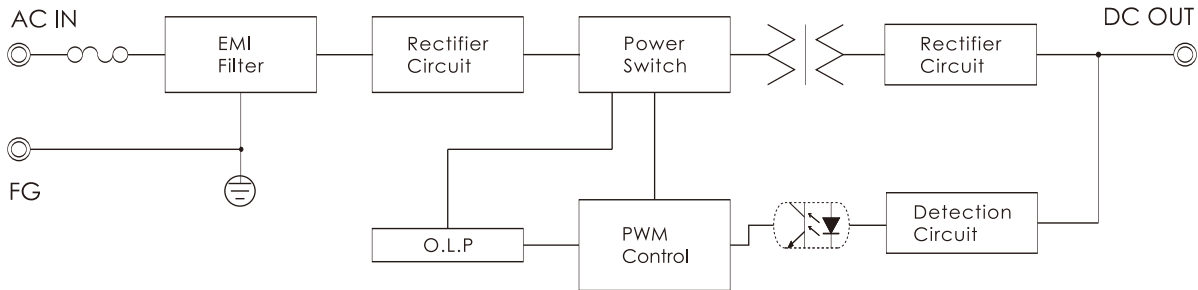 AC IN
DC OUT
EMI
Filter
Rectifier
Circuit
Power
Switch
Rectifier
Circuit
FG
O.L.P
PWM
Control
Detection
Circuit